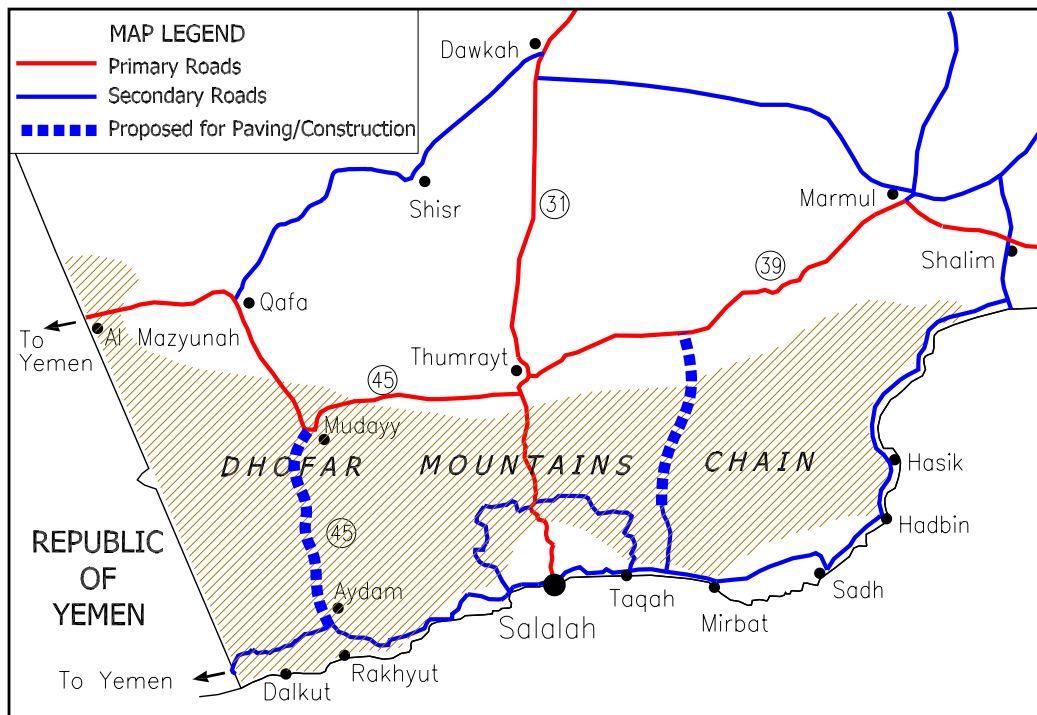 MAP LEGEND
Primary Roads
Secondary Roads
Proposed for Paving/Construction
Dawkah
Shisr
31
Marmul
39
Shalim
Qafa
To
Yemen
Al Mazyunah
Thumrayt
45
Mudayy
DHOFAR MOUNTAINS CHAIN
Hasik
Hadbin
45
REPUBLIC
OF
YEMEN
Aydam
Salalah
Taqah
Mirbat
Sadh
Rakhyut
To Yemen
Dalkut